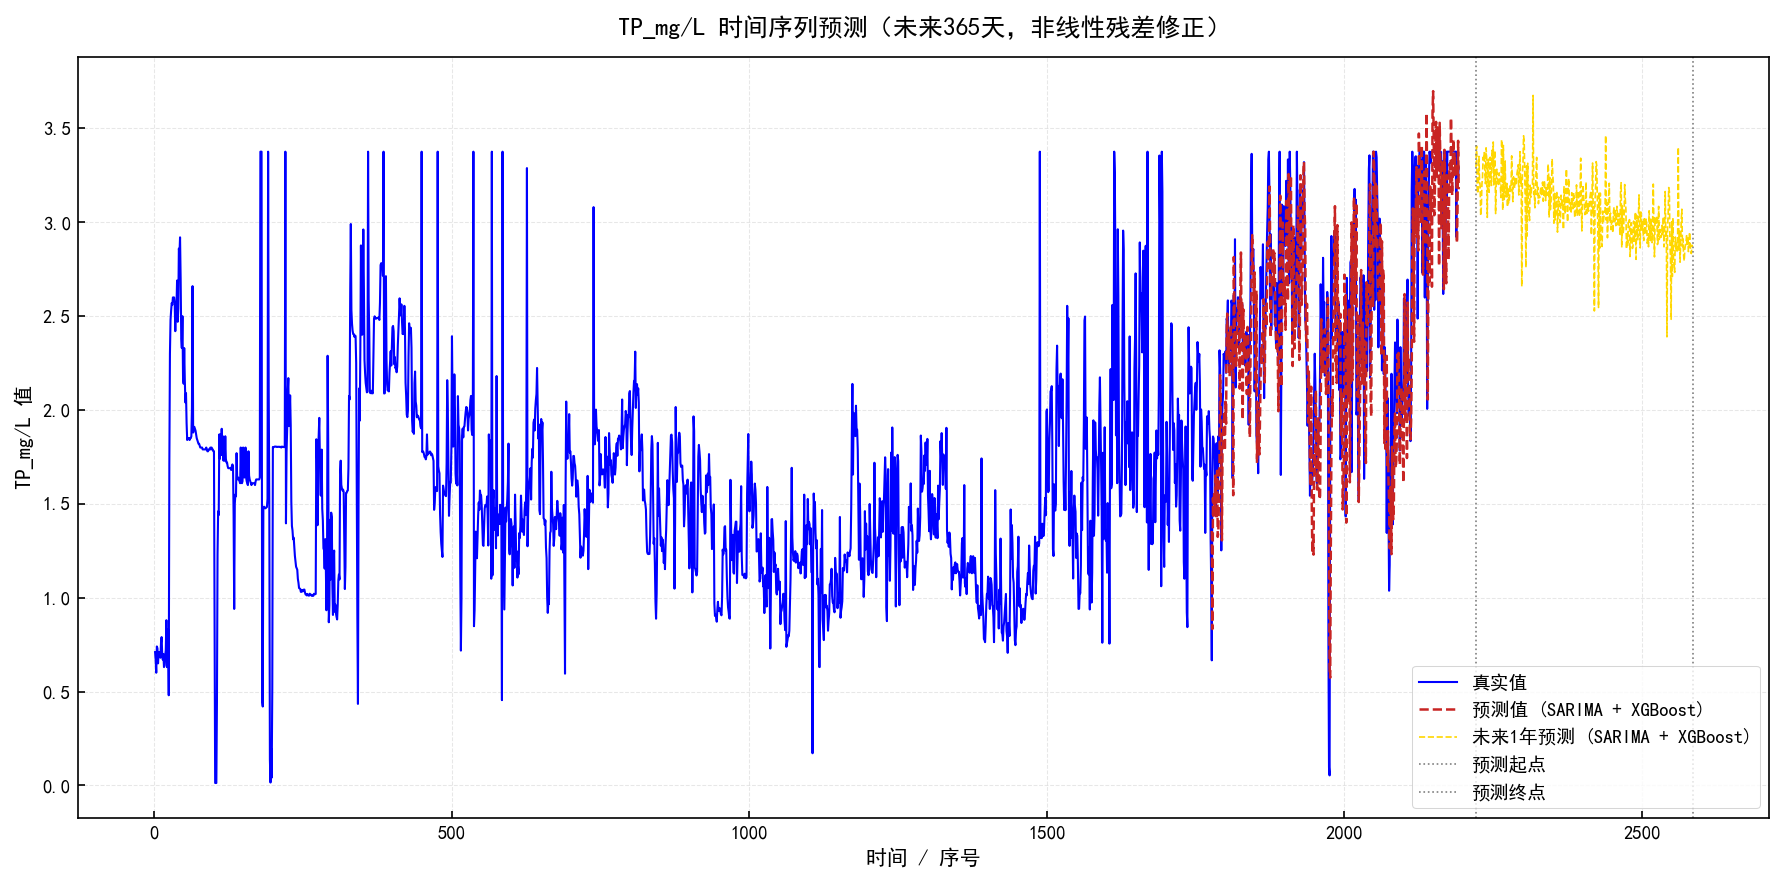 TP_mg/L 时间序列预测（未来365天，非线性残差修正）
TP_mg/L 值
3.5
3.0
2.5
2.0
1.5
1.0
0.5
0.0
0
500
1000
1500
2000
2500
时间 / 序号
真实值
预测值 (SARIMA + XGBoost)
未来1年预测 (SARIMA + XGBoost)
预测起点
预测终点